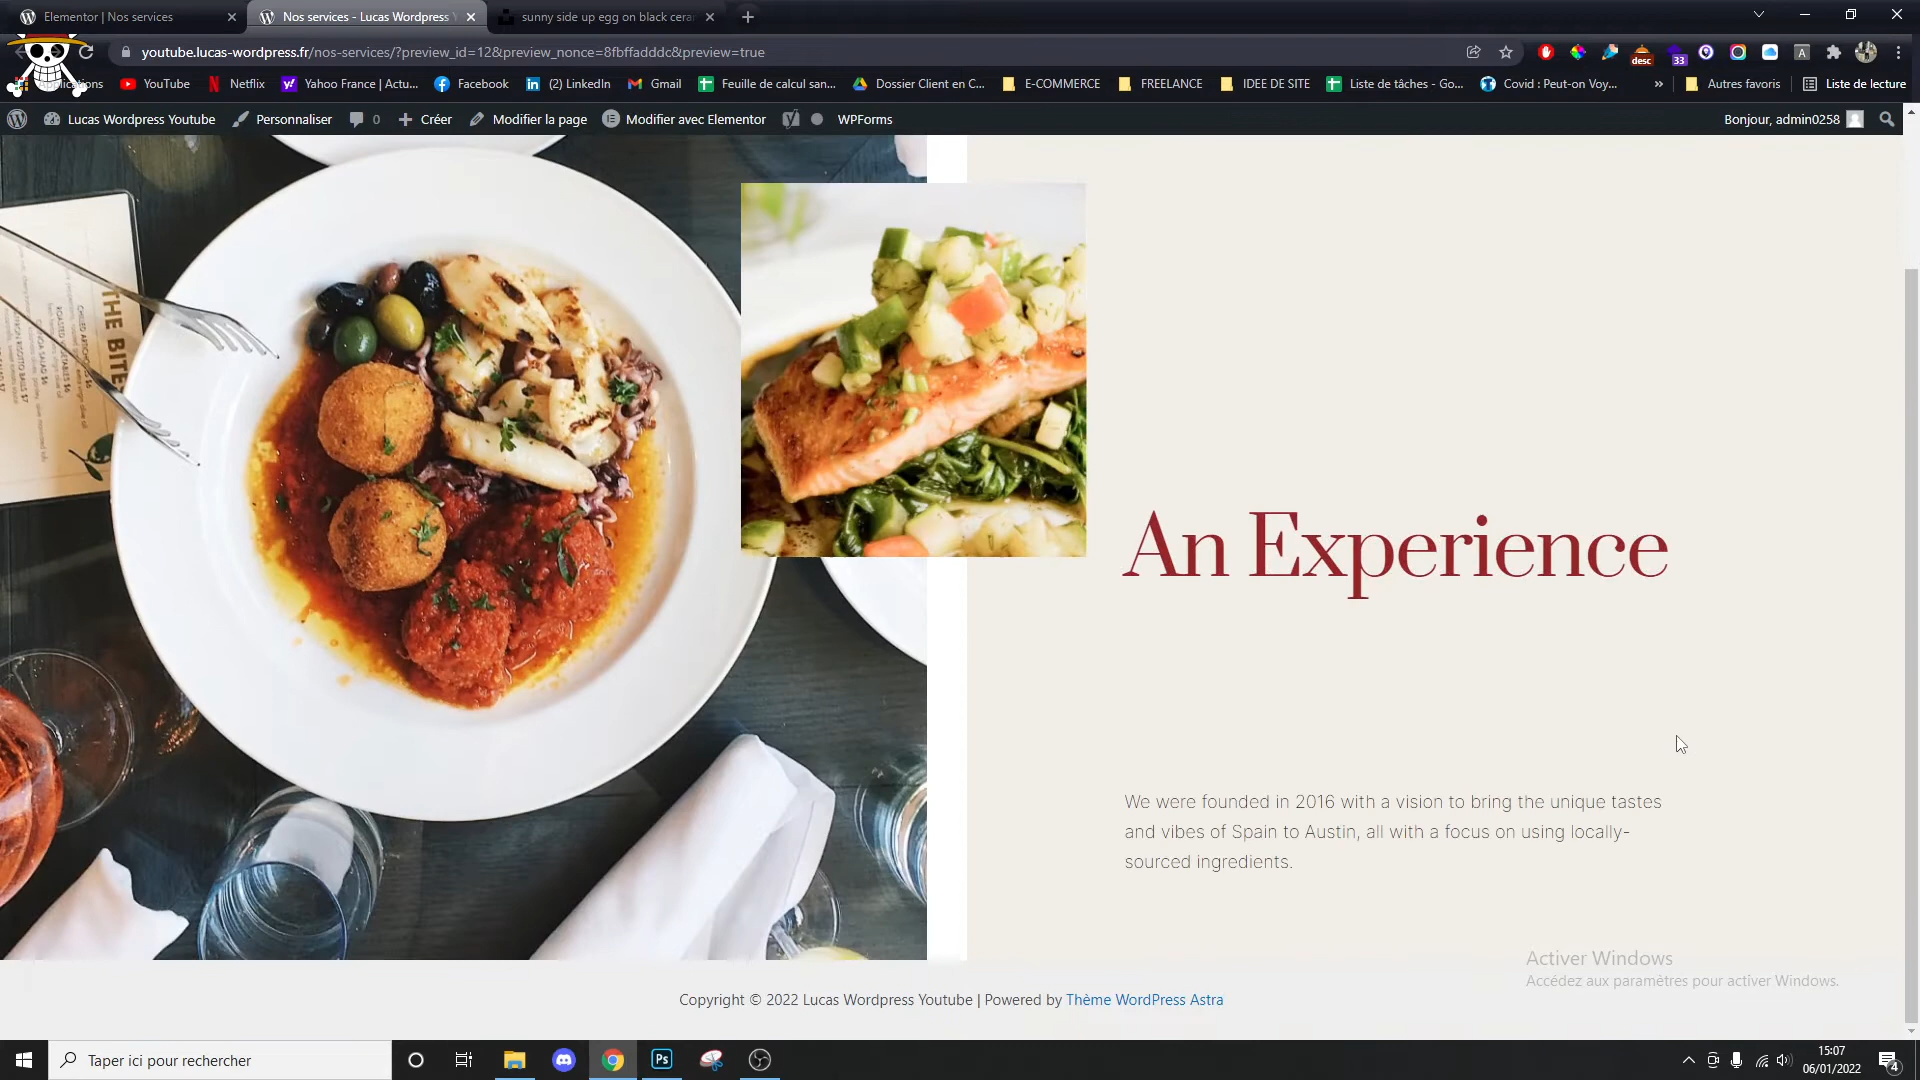 Elementor | Nos services
Nos services - Lucas Wordpress Y
sunny side up egg on black cerar
youtube.lucas-wordpress.fr/nos-services/?preview_id=12&preview_nonce=8fbffadddc&preview=true
desc
33
YouTube
Netflix
Yahoo France | Actu...
Facebook
(2) LinkedIn
Gmail
Feuille de calcul san...
Dossier Client en C...
E-COMMERCE
FREELANCE
IDEE DE SITE
Liste de tâches - Go...
Covid : Peut-on Voy...
»
Autres favoris
Liste de lecture
Lucas Wordpress Youtube
Personnaliser
0
Créer
Modifier la page
Modifier avec Elementor
WPForms
Bonjour, admin0258
THE BITES
An Experience
We were founded in 2016 with a vision to bring the unique tastes
and vibes of Spain to Austin, all with a focus on using locally-
sourced ingredients.
Activer Windows
Accédez aux paramètres pour activer Windows.
Copyright © 2022 Lucas Wordpress Youtube | Powered by Thème WordPress Astra
Taper ici pour rechercher
Ps
15:07
06/01/2022
4